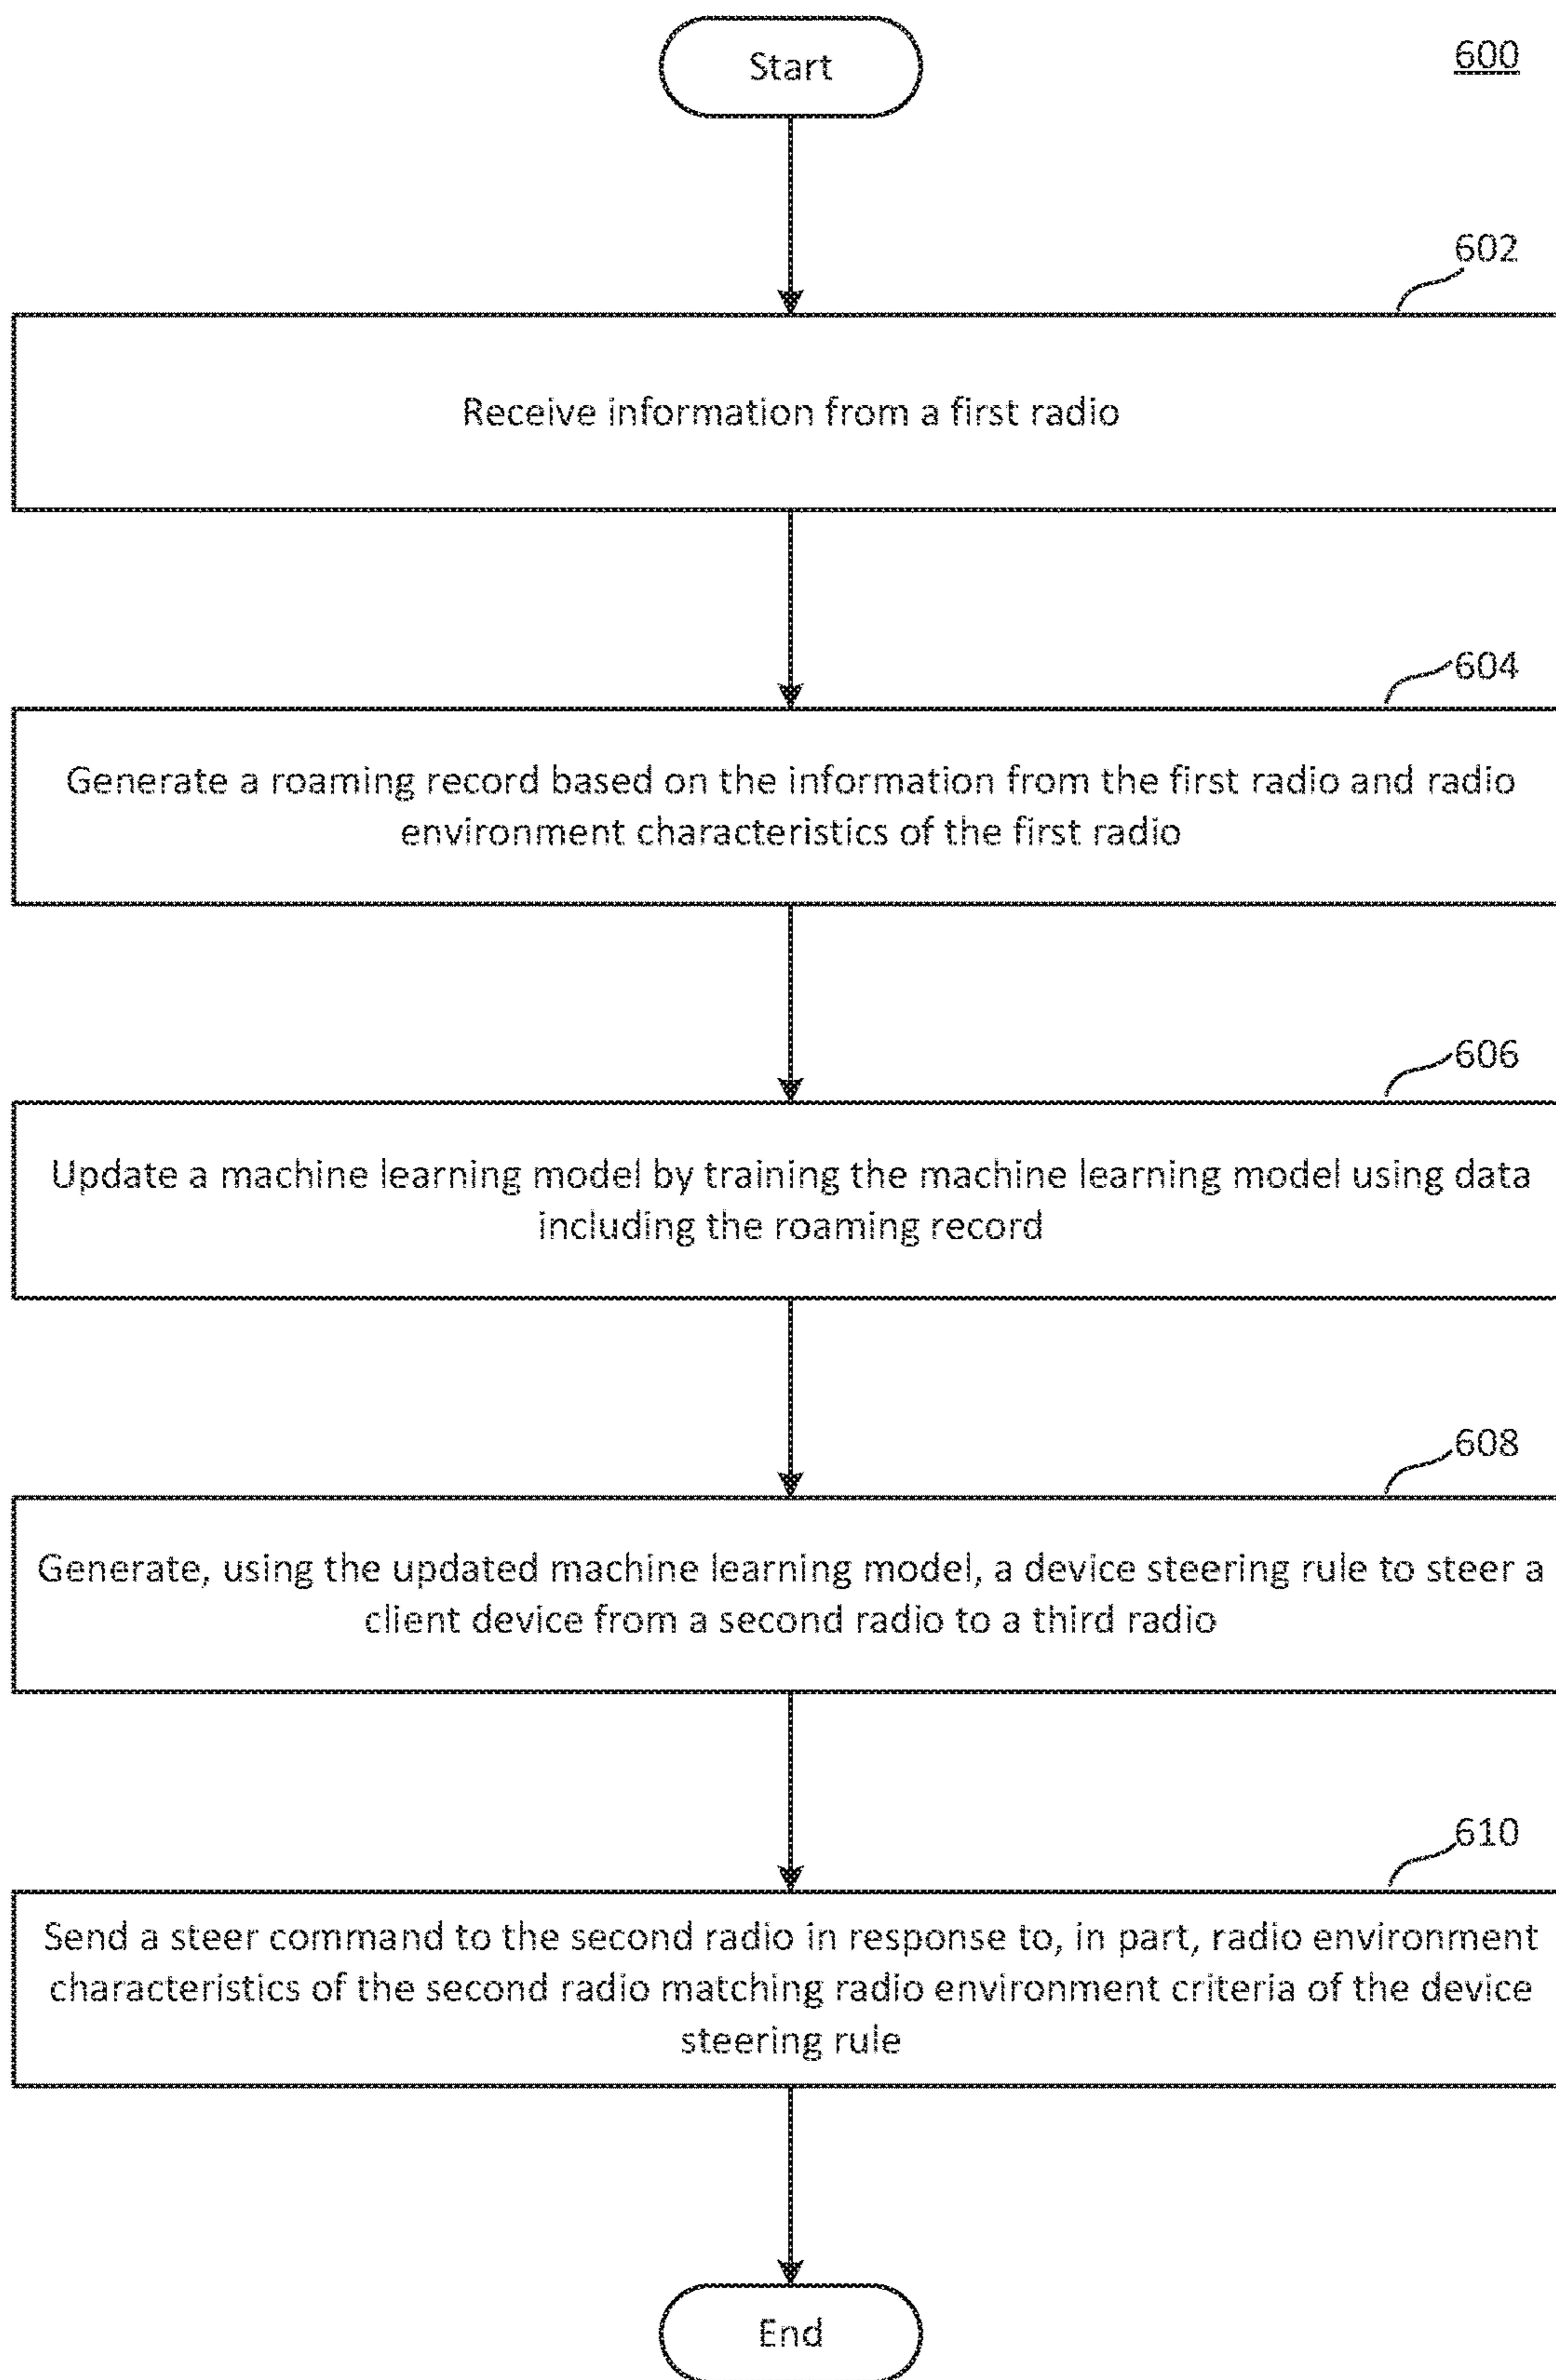 Start
600
602
Receive information from a first radio
604
Generate a roaming record based on the information from the first radio and radio
environment characteristics of the first radio
606
Update a machine learning model by training the machine learning model using data
including the roaming record
608
Generate, using the updated machine learning model, a device steering rule to steer a
client device from a second radio to a third radio
610
Send a steer command to the second radio in response to, in part, radio environment
characteristics of the second radio matching radio environment criteria of the device
steering rule
End